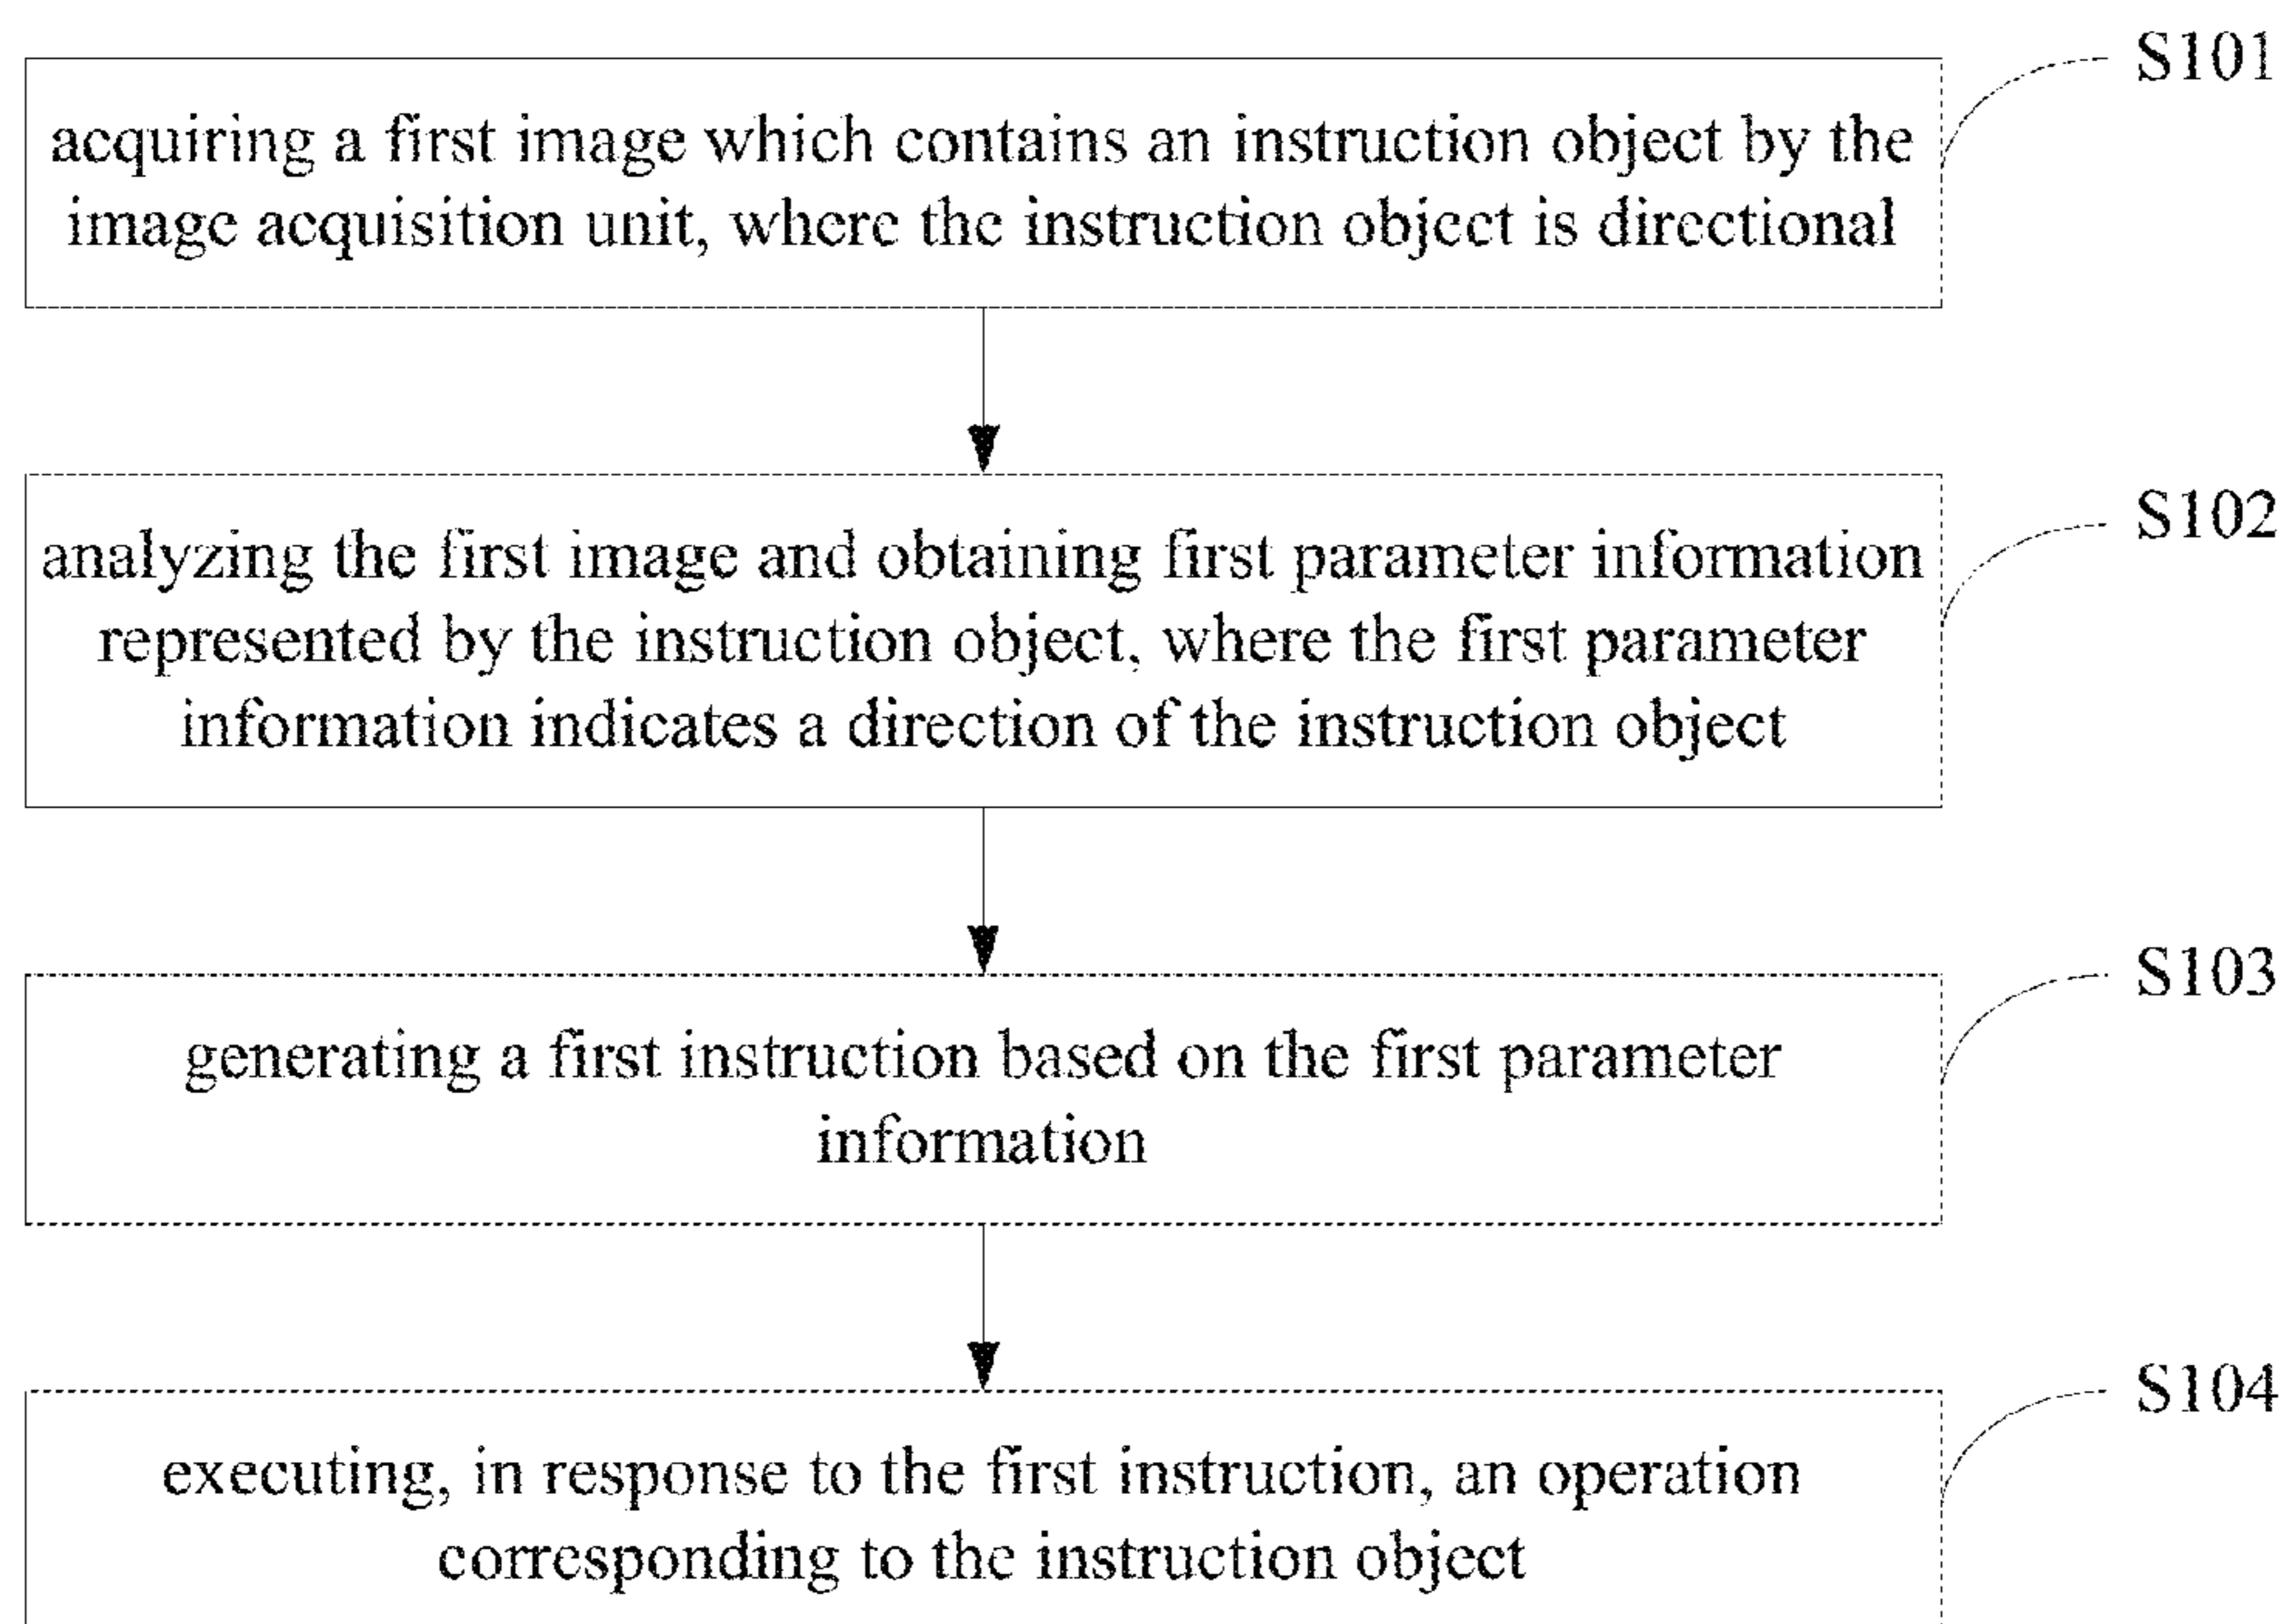 S101
acquiring a first image which contains an instruction object by the
image acquisition unit, where the instruction object is directional
S102
analyzing the first image and obtaining first parameter information
represented by the instruction object, where the first parameter
information indicates a direction of the instruction object
S103
generating a first instruction based on the first parameter
information
S104
executing, in response to the first instruction, an operation
corresponding to the instruction object